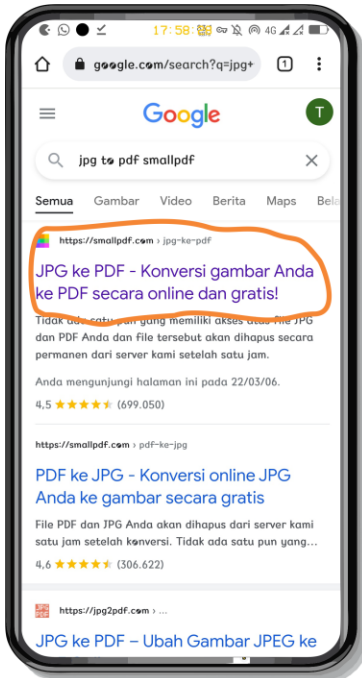 17:58:
4G
google.com/search?q=jpg+
1
Google
T
jpg to pdf smallpdf
Semua Gambar Video Berita Maps Bela
https://smallpdf.com › jpg-ke-pdf
JPG ke PDF - Konversi gambar Anda
ke PDF secara online dan gratis!
Tidak ada satu pun yang memiliki akses atas file JPG
dan PDF Anda dan file tersebut akan dihapus secara
permanen dari server kami setelah satu jam.
Anda mengunjungi halaman ini pada 22/03/06.
4,5 ★★★★★ (699.050)
https://smallpdf.com › pdf-ke-jpg
PDF ke JPG - Konversi online JPG
Anda ke gambar secara gratis
File PDF dan JPG Anda akan dihapus dari server kami
satu jam setelah konversi. Tidak ada satu pun yang...
4,6 ★★★★★ (306.622)
https://jpg2pdf.com › ...
JPG ke PDF – Ubah Gambar JPEG ke